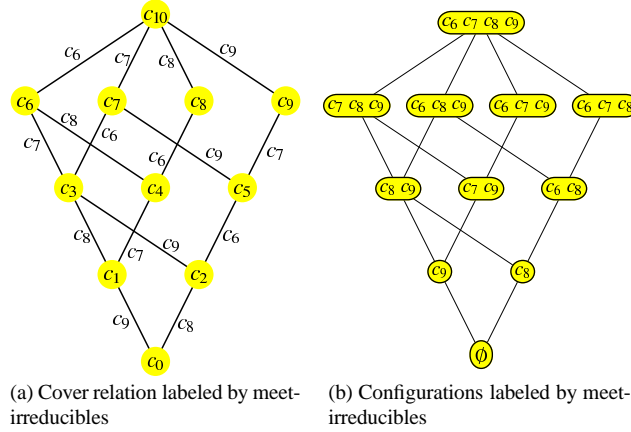 c10
c6 c7 c8 c9
c6 c7 c8 c9
c8 c6 c6 c9 c7
c7
c3 c4 c5
c8 c7 c9 c6
c1 c2
c9 c8
c0
(a) Cover relation labeled by meet-
irreducibles
c6 c7 c8 c9
c7 c8 c9 c6 c8 c9 c6 c7 c9 c6 c7 c8
c8 c9 c7 c9 c6 c8
c9 c8
∅
(b) Configurations labeled by meet-
irreducibles